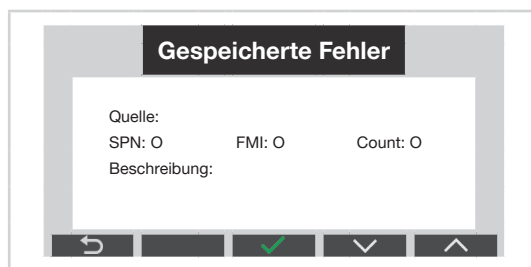 Gespeicherte Fehler
Quelle:
SPN: O FMI: O Count: O
Beschreibung: